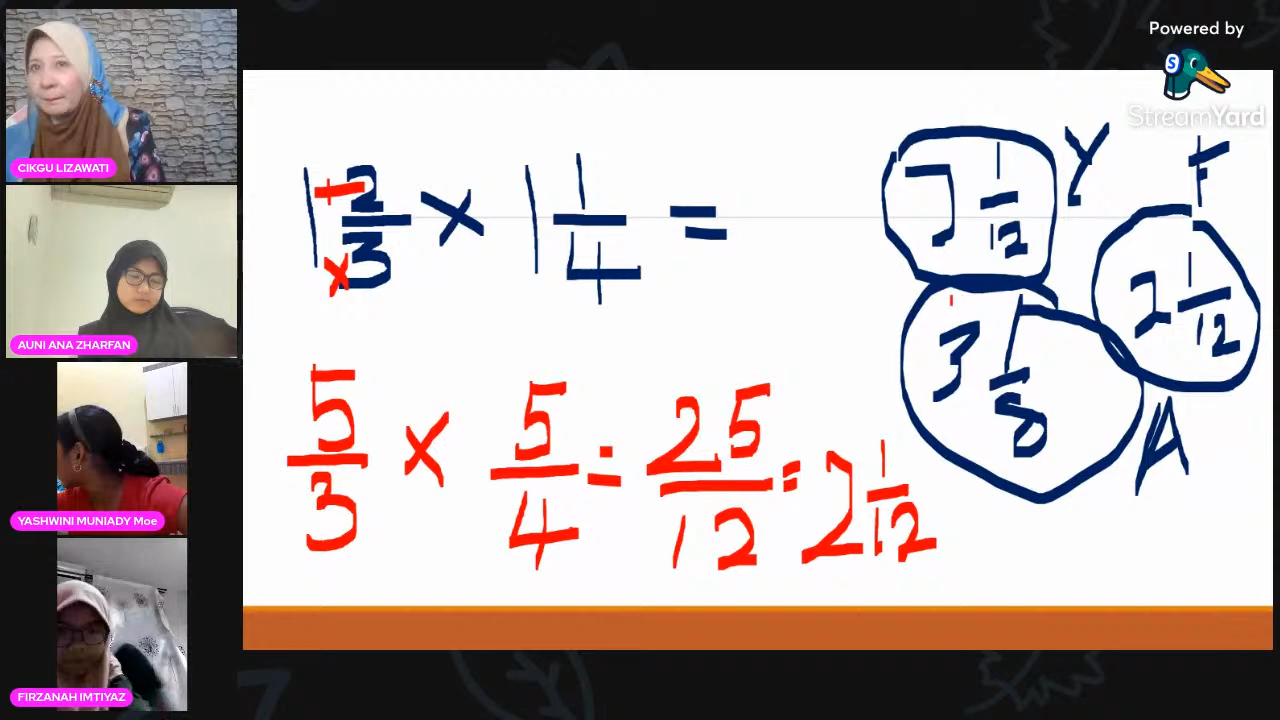 Powered by
StreamYard
CIKGU LIZAWATI
AUNI ANA ZHARFAN
YASHWINI MUNIADY Moe
FIRZANAH IMTIYAZ
1 2/3 × 1 1/4 =
+
×
5/3 × 5/4 = 25/12 = 2 1/12
1/12 Y
F
2 1/12
3 1/8
A